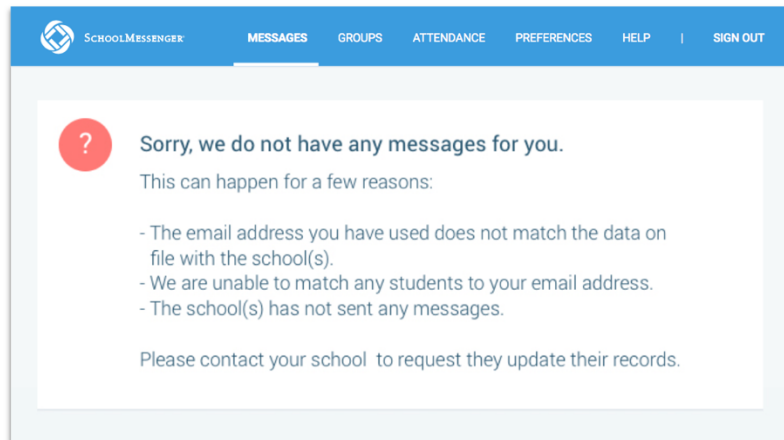 SCHOOLMESSENGER MESSAGES GROUPS ATTENDANCE PREFERENCES HELP | SIGN OUT
?
Sorry, we do not have any messages for you.
This can happen for a few reasons:
- The email address you have used does not match the data on
file with the school(s).
- We are unable to match any students to your email address.
- The school(s) has not sent any messages.
Please contact your school to request they update their records.